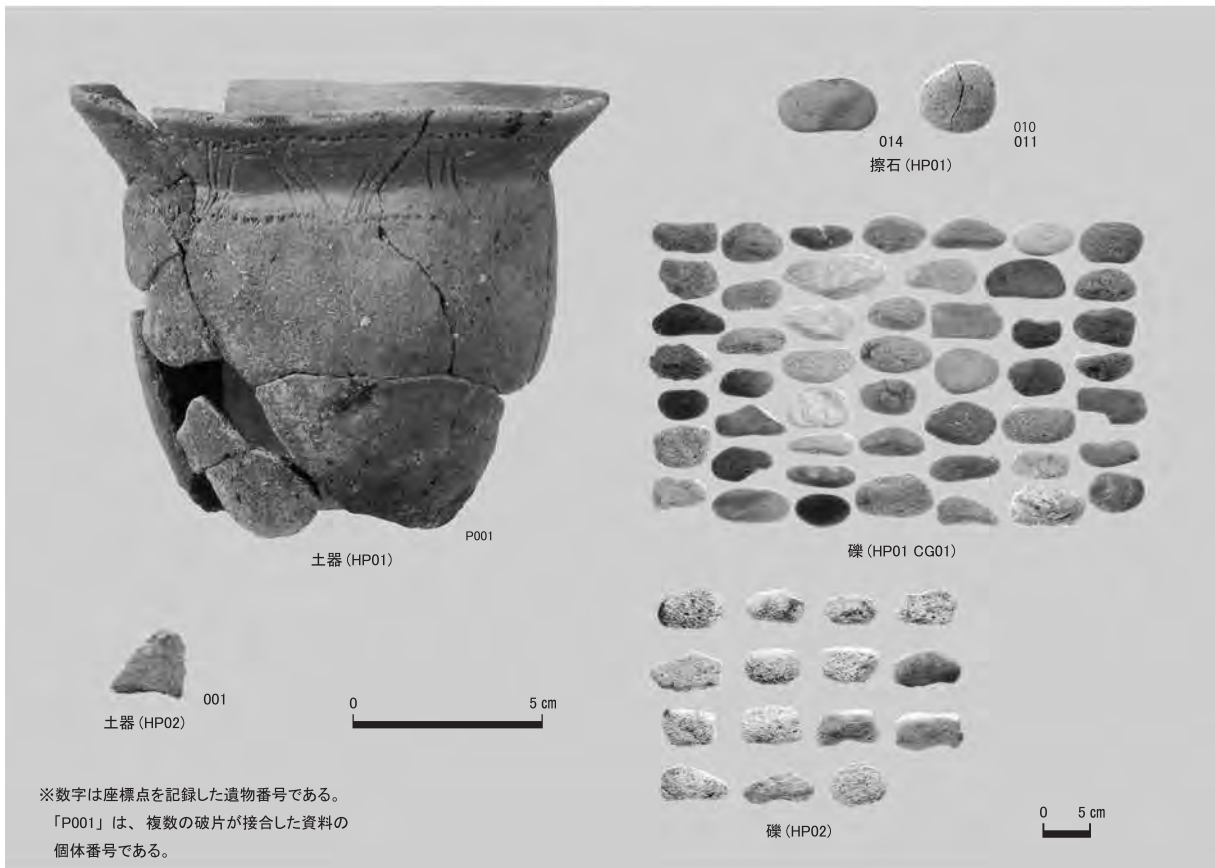 P001
土器(HP01)
001
土器(HP02)
0 5 cm
※数字は座標点を記録した遺物番号である。
「P001」は、複数の破片が接合した資料の
個体番号である。
014
010
011
擦石(HP01)
礫(HP01 CG01)
礫(HP02)
0 5 cm